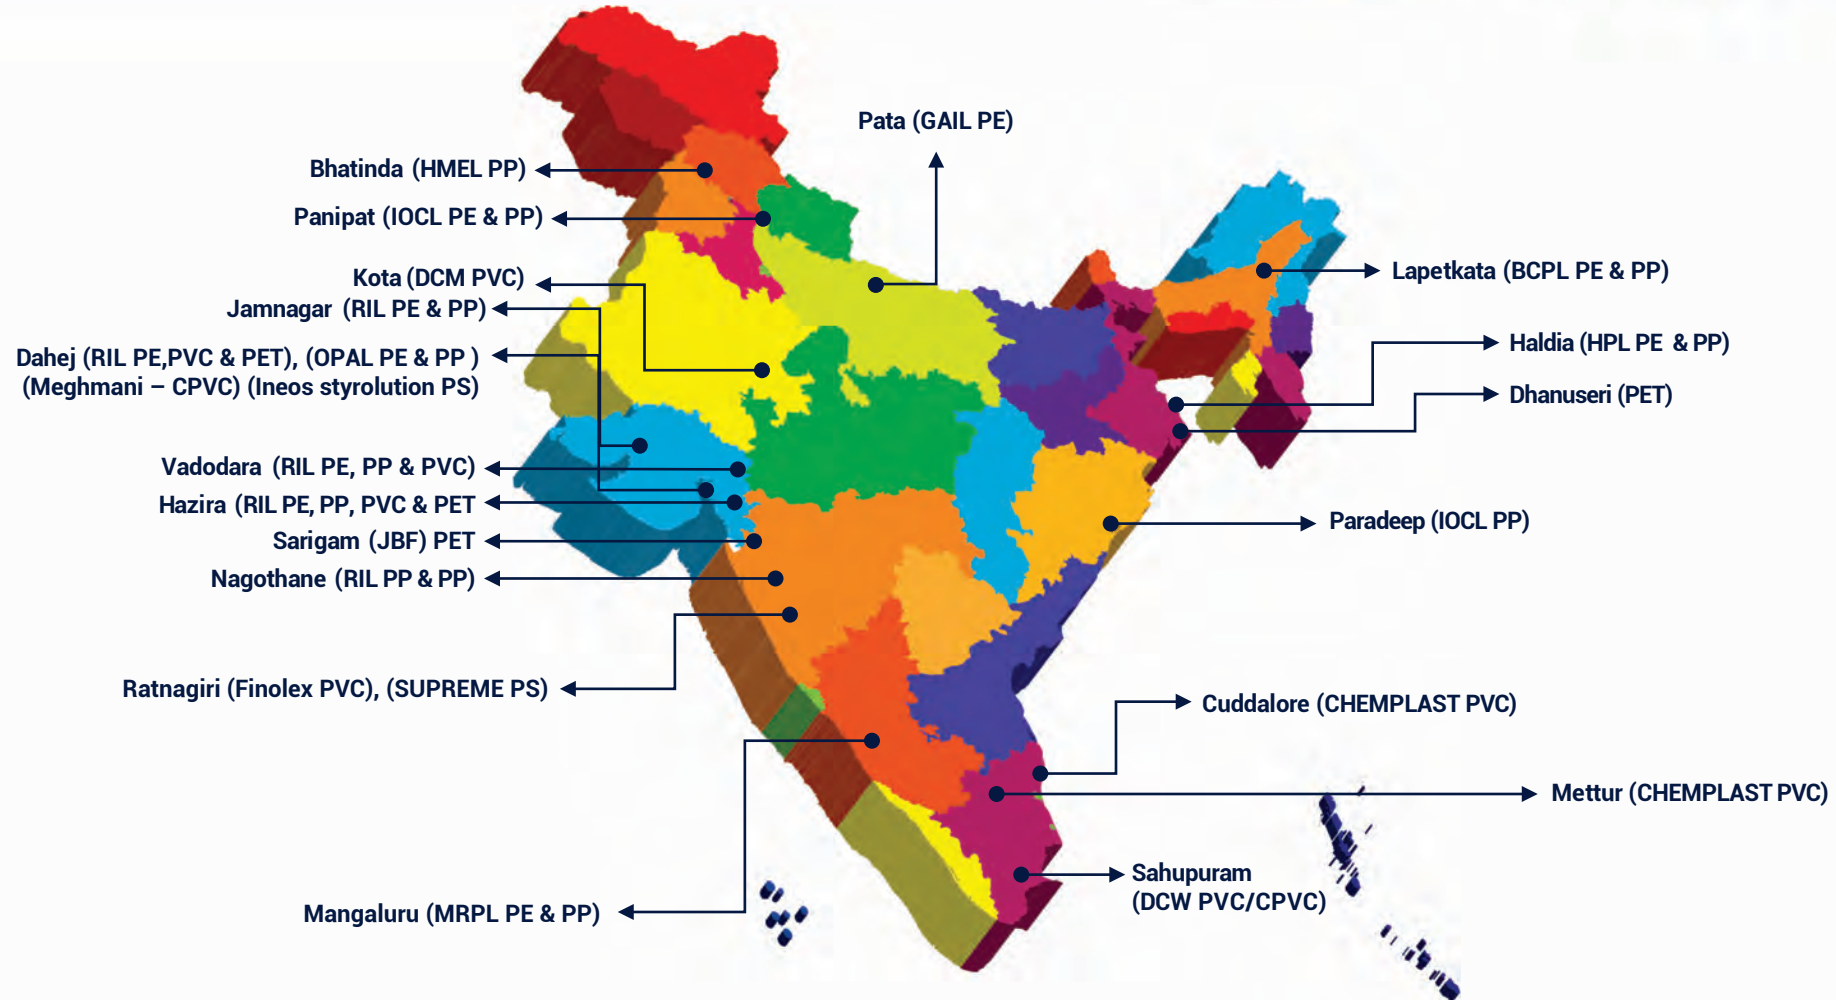 Pata (GAIL PE)
Bhatinda (HMEL PP)
Panipat (IOCL PE & PP)
Kota (DCM PVC)
Jamnagar (RIL PE & PP)
Dahej (RIL PE,PVC & PET), (OPAL PE & PP )
(Meghmani – CPVC) (Ineos styrolution PS)
Vadodara (RIL PE, PP & PVC)
Hazira (RIL PE, PP, PVC & PET
Sarigam (JBF) PET
Nagothane (RIL PP & PP)
Ratnagiri (Finolex PVC), (SUPREME PS)
Mangaluru (MRPL PE & PP)
Lapetkata (BCPL PE & PP)
Haldia (HPL PE & PP)
Dhanuseri (PET)
Paradeep (IOCL PP)
Cuddalore (CHEMPLAST PVC)
Mettur (CHEMPLAST PVC)
Sahupuram
(DCW PVC/CPVC)